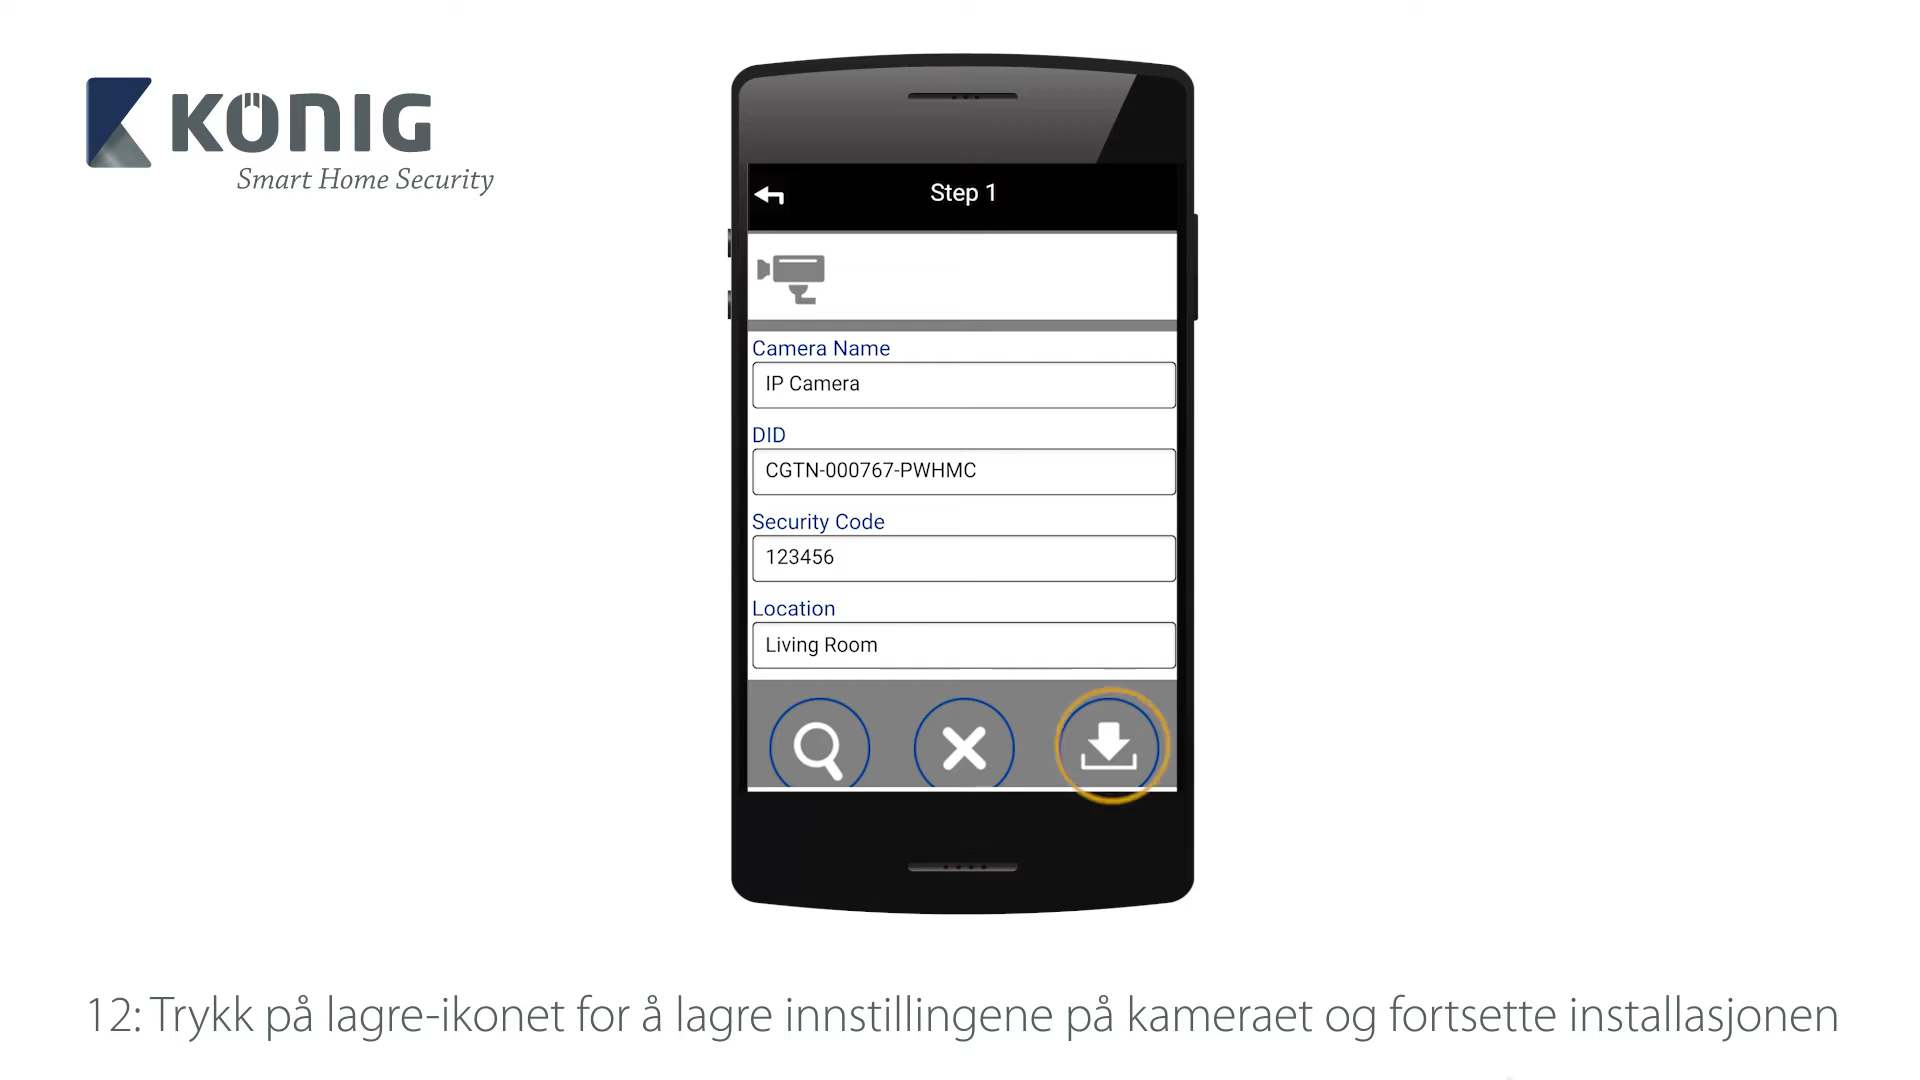 KÖNIG
Smart Home Security
Step 1
Camera Name
IP Camera
DID
CGTN-000767-PWHMC
Security Code
123456
Location
Living Room
12: Trykk på lagre-ikonet for å lagre innstillingene på kameraet og fortsette installasjonen